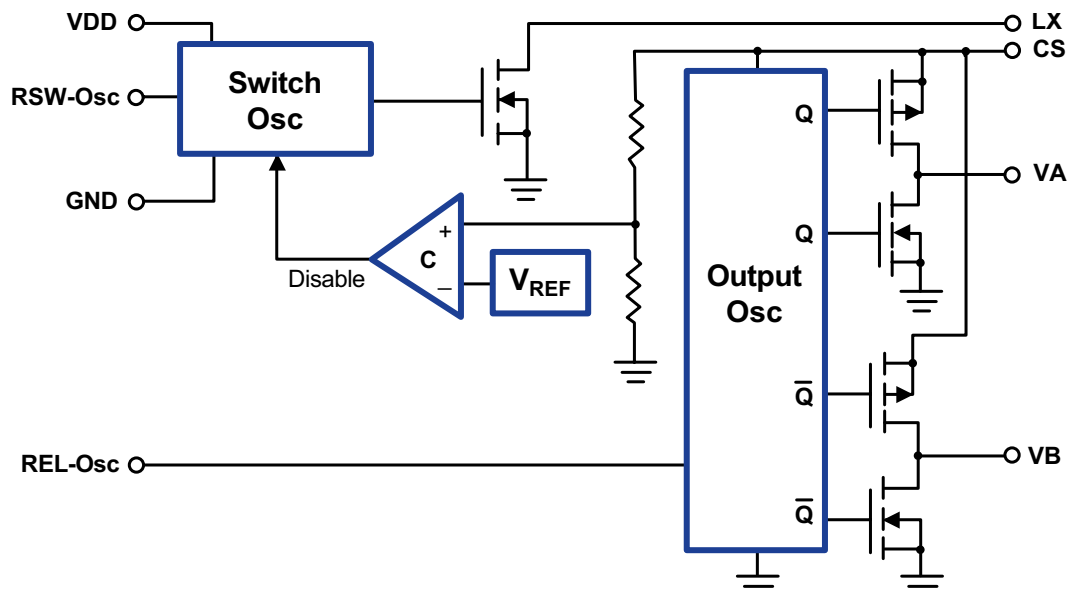 VDD
LX
CS
RSW-Osc
Switch
Osc
Q
GND
VA
+
C
–
Disable
VREF
Q
Output
Osc
Q̅
REL-Osc
VB
Q̅